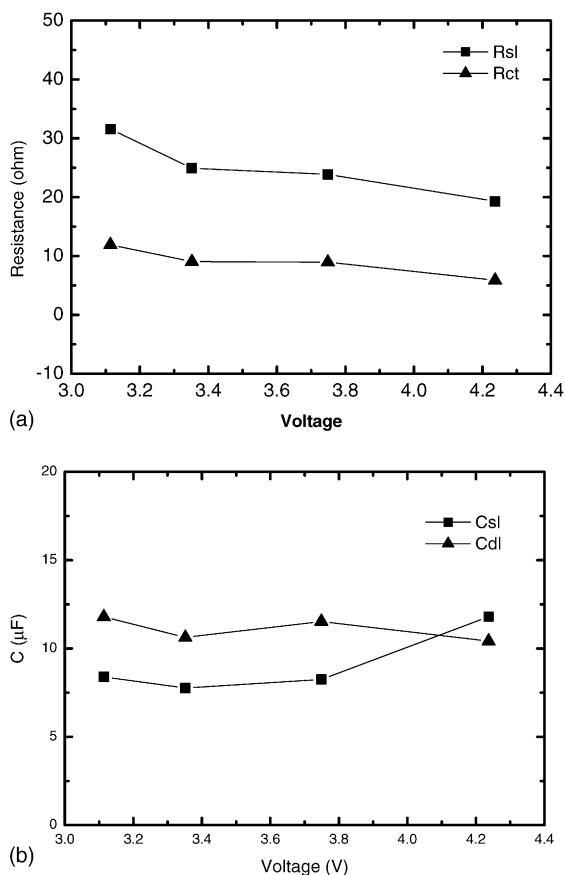 50
40
30
20
10
0
-10
Resistance (ohm)
Rsl
Rct
3.0 3.2 3.4 3.6 3.8 4.0 4.2 4.4
(a)
Voltage
20
15
10
5
0
C (μF)
Csl
Cdl
3.0 3.2 3.4 3.6 3.8 4.0 4.2 4.4
(b)
Voltage (V)